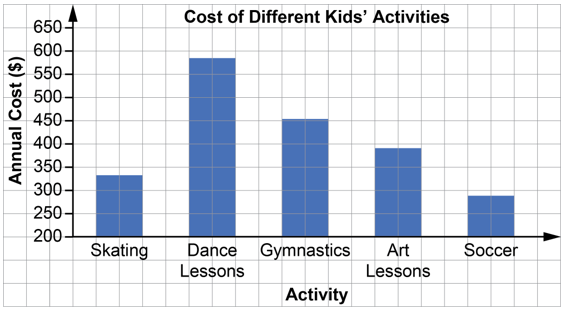 Cost of Different Kids’ Activities
Annual Cost ($)
650
600
550
500
450
400
350
300
250
200
Skating
Dance Lessons
Gymnastics
Art Lessons
Soccer
Activity